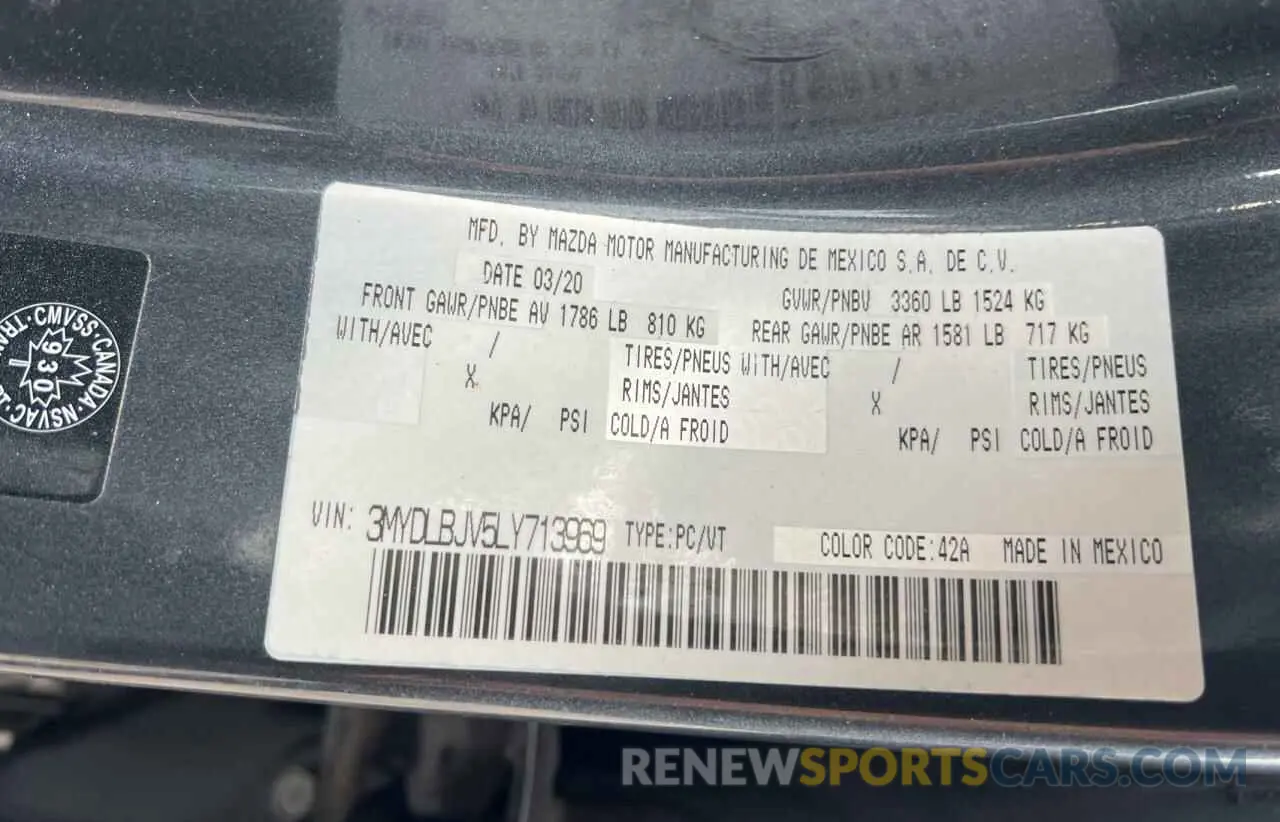 MFD. BY MAZDA MOTOR MANUFACTURING DE MEXICO S.A. DE C.V.
DATE 03/20
GVWR/PNBV 3360 LB 1524 KG
FRONT GAWR/PNBE AV 1786 LB 810 KG
REAR GAWR/PNBE AR 1581 LB 717 KG
WITH/AVEC / TIRES/PNEUS WITH/AVEC / TIRES/PNEUS
X RIMS/JANTES X RIMS/JANTES
KPA/ PSI COLD/A FROID KPA/ PSI COLD/A FROID
VIN: 3MYDLBJV5LY713969 TYPE:PC/VT COLOR CODE:42A MADE IN MEXICO
CMVSS·CANADA·NSVAC
930
RENEWSPORTSCARS.COM